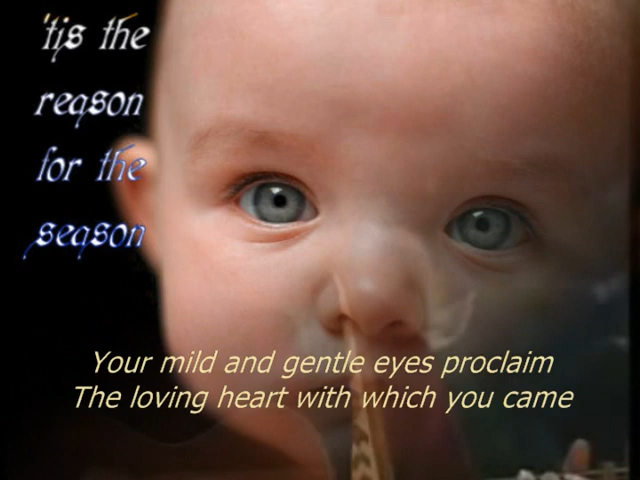 'tis the
reason
for the
season
Your mild and gentle eyes proclaim
The loving heart with which you came